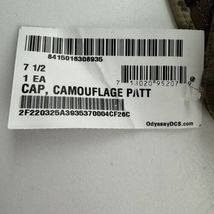 8415016308935
7 1/2
1 EA
CAP, CAMOUFLAGE PATT
2F220325A3935370004CF26C
OdysseyDCS.com